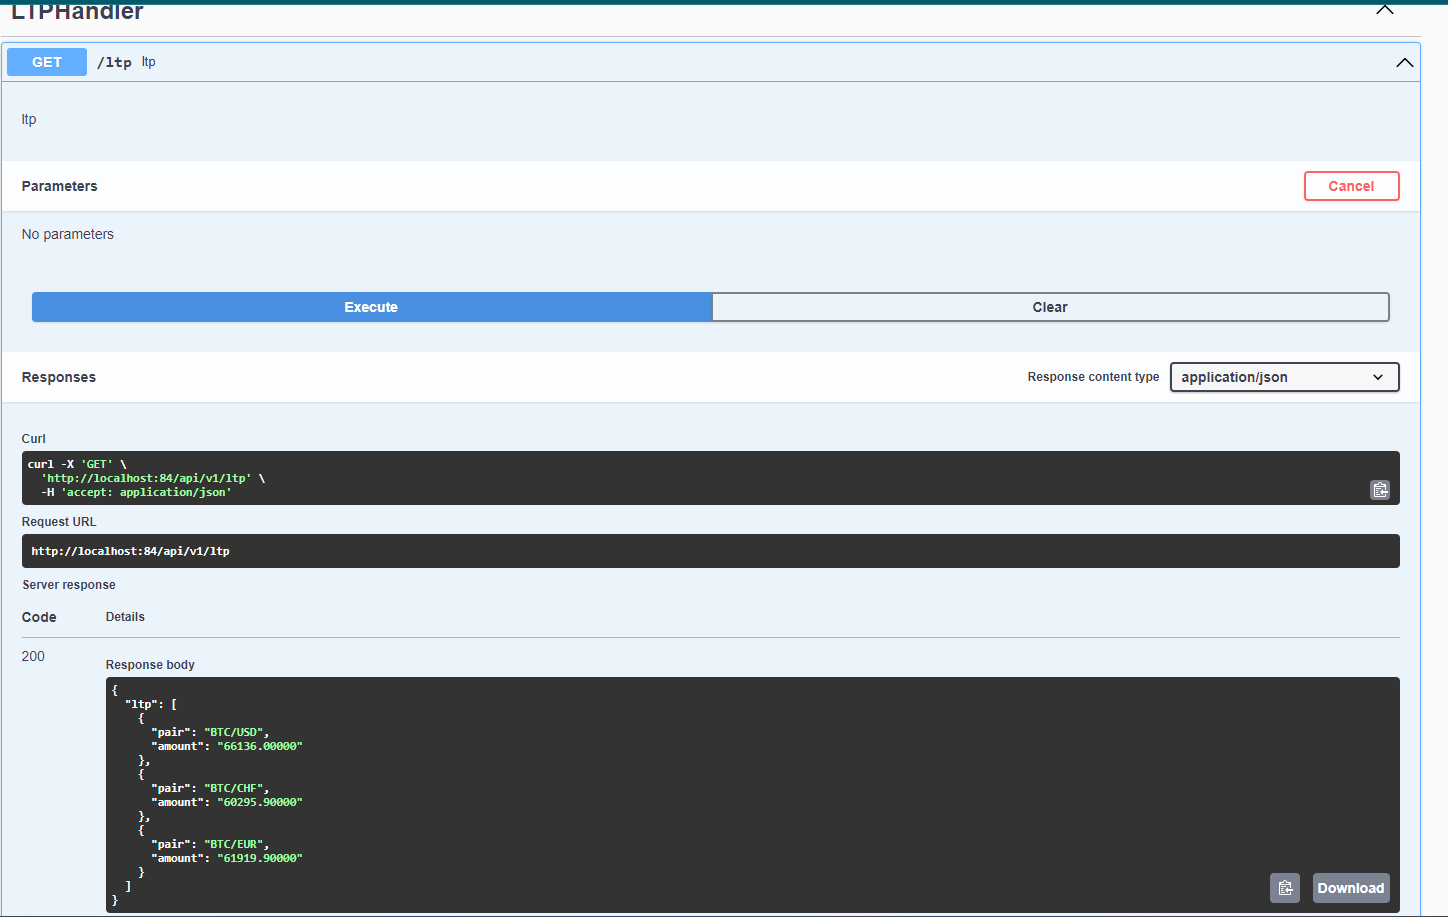 LTPHandler
GET /ltp ltp
ltp
Parameters
Cancel
No parameters
Execute
Clear
Responses
Response content type
application/json
Curl
curl -X 'GET' \
  'http://localhost:84/api/v1/ltp' \
  -H 'accept: application/json'
Request URL
http://localhost:84/api/v1/ltp
Server response
Code
Details
200
Response body
{
  "ltp": [
    {
      "pair": "BTC/USD",
      "amount": "66136.00000"
    },
    {
      "pair": "BTC/CHF",
      "amount": "60295.90000"
    },
    {
      "pair": "BTC/EUR",
      "amount": "61919.90000"
    }
  ]
}
Download